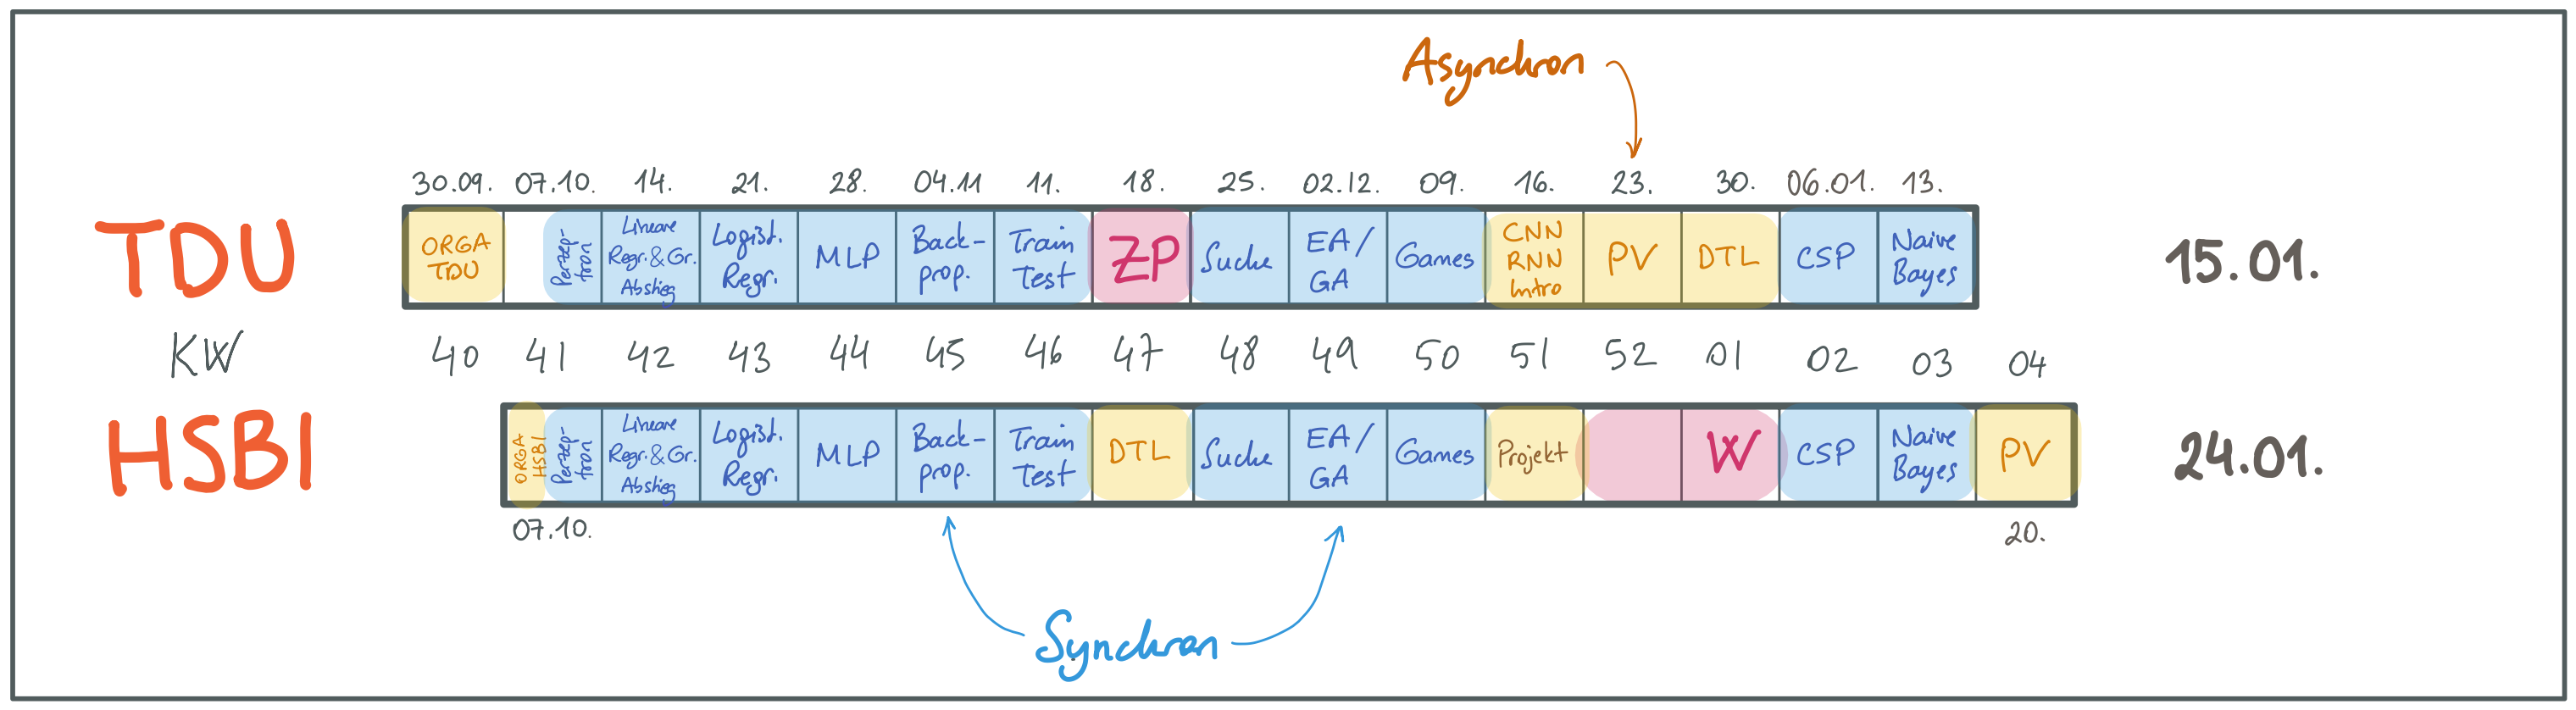 Asynchron
30.09. 07.10. 14. 21. 28. 04.11 11. 18. 25. 02.12. 09. 16. 23. 30. 06.01. 13.
TDU
ORGA
TDU
Perzep-
tron
Lineare
Regr.&Gr.
Abstieg
Logist.
Regr.
MLP
Back-
prop.
Train
Test
ZP
Suche
EA/
GA
Games
CNN
RNN
Intro
PV
DTL
CSP
Naive
Bayes
15.01.
KW 40 41 42 43 44 45 46 47 48 49 50 51 52 01 02 03 04
HSBI
ORGA
HSBI
Perzep-
tron
Lineare
Regr.&Gr.
Abstieg
Logist.
Regr.
MLP
Back-
prop.
Train
Test
DTL
Suche
EA/
GA
Games
Projekt
W
CSP
Naive
Bayes
PV
24.01.
07.10. 20.
Synchron